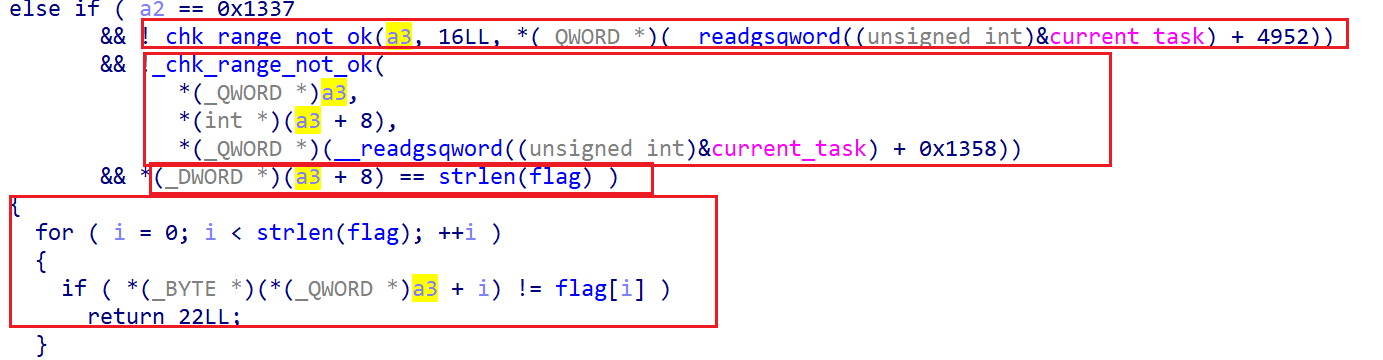 else if ( a2 == 0x1337
&& !_chk_range_not_ok(a3, 16LL, *(_QWORD *)(__readgsqword((unsigned int)&current_task) + 4952))
&& !_chk_range_not_ok(
*(_QWORD *)a3,
*(int *)(a3 + 8),
*(_QWORD *)(__readgsqword((unsigned int)&current_task) + 0x1358))
&& *(_DWORD *)(a3 + 8) == strlen(flag) )
{
for ( i = 0; i < strlen(flag); ++i )
{
if ( *(_BYTE *)(*(_QWORD *)a3 + i) != flag[i] )
return 22LL;
}